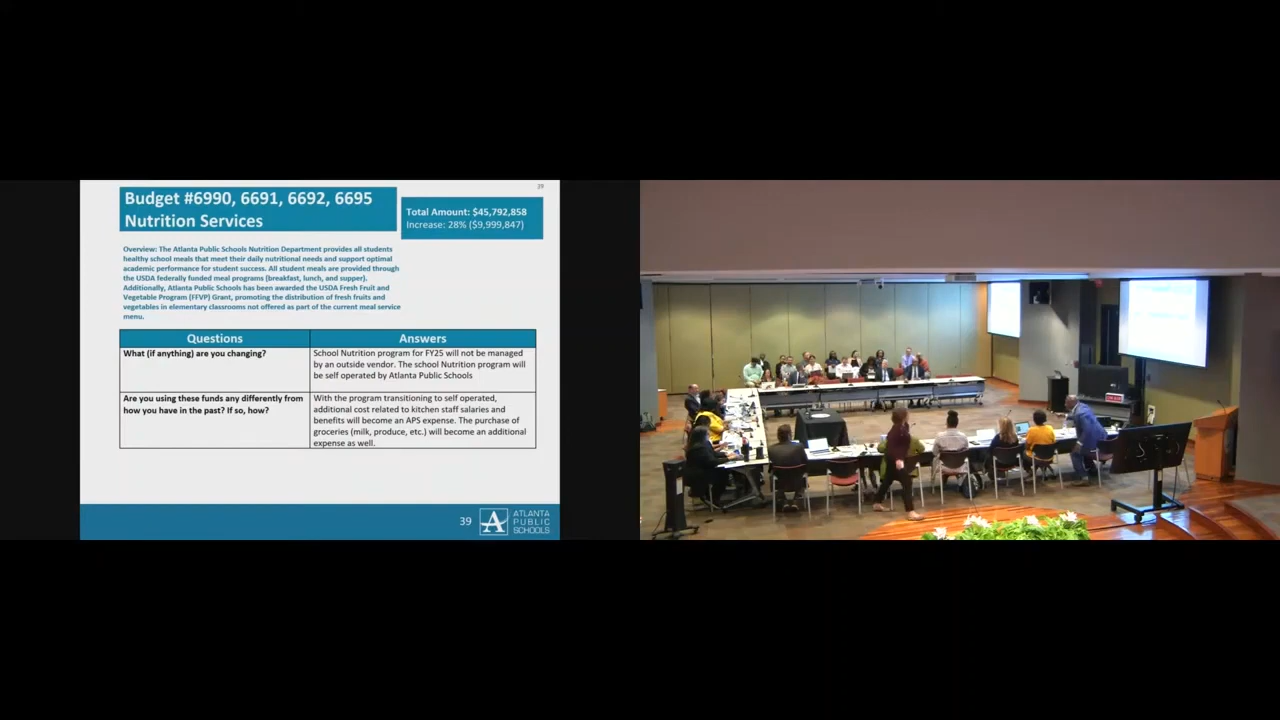 29
Budget #6990, 6691, 6692, 6695
Nutrition Services
Total Amount: $45,792,858
Increase: 28% ($9,999,847)
Overview: The Atlanta Public Schools Nutrition Department provides all students
healthy school meals that meet their daily nutritional needs and support optimal
academic performance for student success. All student meals are provided through
the USDA federally funded meal programs (breakfast, lunch, and supper).
Additionally, Atlanta Public Schools has been awarded the USDA Fresh Fruit and
Vegetable Program (FFVP) Grant, promoting the distribution of fresh fruits and
vegetables in elementary classrooms not offered as part of the current meal service
menu.
Questions
Answers
What (if anything) are you changing?
School Nutrition program for FY25 will not be managed
by an outside vendor. The school Nutrition program will
be self operated by Atlanta Public Schools
Are you using these funds any differently from
how you have in the past? If so, how?
With the program transitioning to self operated,
additional cost related to kitchen staff salaries and
benefits will become an APS expense. The purchase of
groceries (milk, produce, etc.) will become an additional
expense as well.
39
ATLANTA
PUBLIC
SCHOOLS